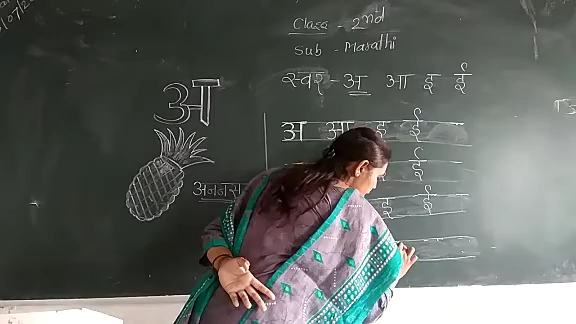 Class - 2nd
Sub - Marathi
स्वर - अ आ इ ई
अ
अ आ इ ई
अननस
ई
इ ई